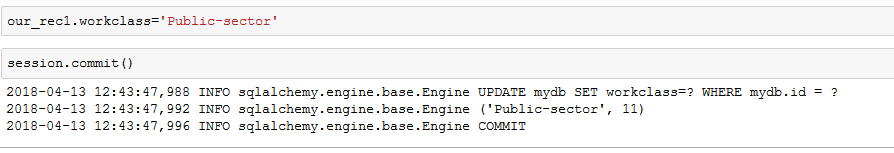 our_rec1.workclass='Public-sector'
session.commit()
2018-04-13 12:43:47,988 INFO sqlalchemy.engine.base.Engine UPDATE mydb SET workclass=? WHERE mydb.id = ?
2018-04-13 12:43:47,992 INFO sqlalchemy.engine.base.Engine ('Public-sector', 11)
2018-04-13 12:43:47,996 INFO sqlalchemy.engine.base.Engine COMMIT